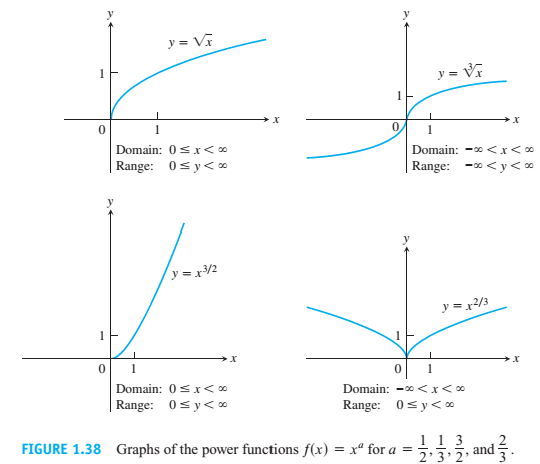 y
y = √x
1
0
1
x
Domain: 0 ≤ x < ∞
Range: 0 ≤ y < ∞
y
y = ∛x
1
0
1
x
Domain: −∞ < x < ∞
Range: −∞ < y < ∞
y
y = x^{3/2}
1
0
1
x
Domain: 0 ≤ x < ∞
Range: 0 ≤ y < ∞
y
y = x^{2/3}
1
0
1
x
Domain: −∞ < x < ∞
Range: 0 ≤ y < ∞
FIGURE 1.38 Graphs of the power functions f(x) = x^a for a = 1/2, 1/3, 3/2, and 2/3.